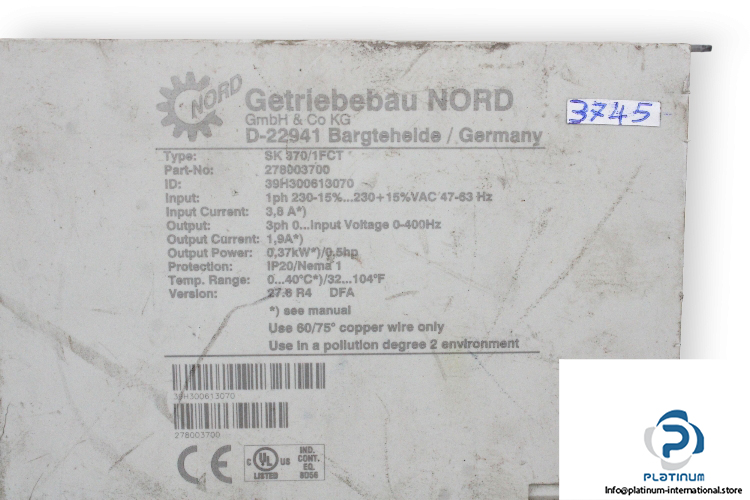 NORD
Getriebebau NORD
GmbH & Co KG
D-22941 Bargteheide / Germany
3745
Type: SK 370/1FCT
Part-No: 278003700
ID: 39H300613070
Input: 1ph 230-15%...230+15%VAC 47-63 Hz
Input Current: 3,8 A*)
Output: 3ph 0...Input Voltage 0-400Hz
Output Current: 1,9A*)
Output Power: 0,37kW*)/0,5hp
Protection: IP20/Nema 1
Temp. Range: 0...40°C*)/32...104°F
Version: 27.6 R4 DFA
*) see manual
Use 60/75° copper wire only
Use in a pollution degree 2 environment
39H300613070
278003700
CE
C UL US
LISTED
IND.
CONT.
EQ.
PLATINUM
Info@platinum-international.store